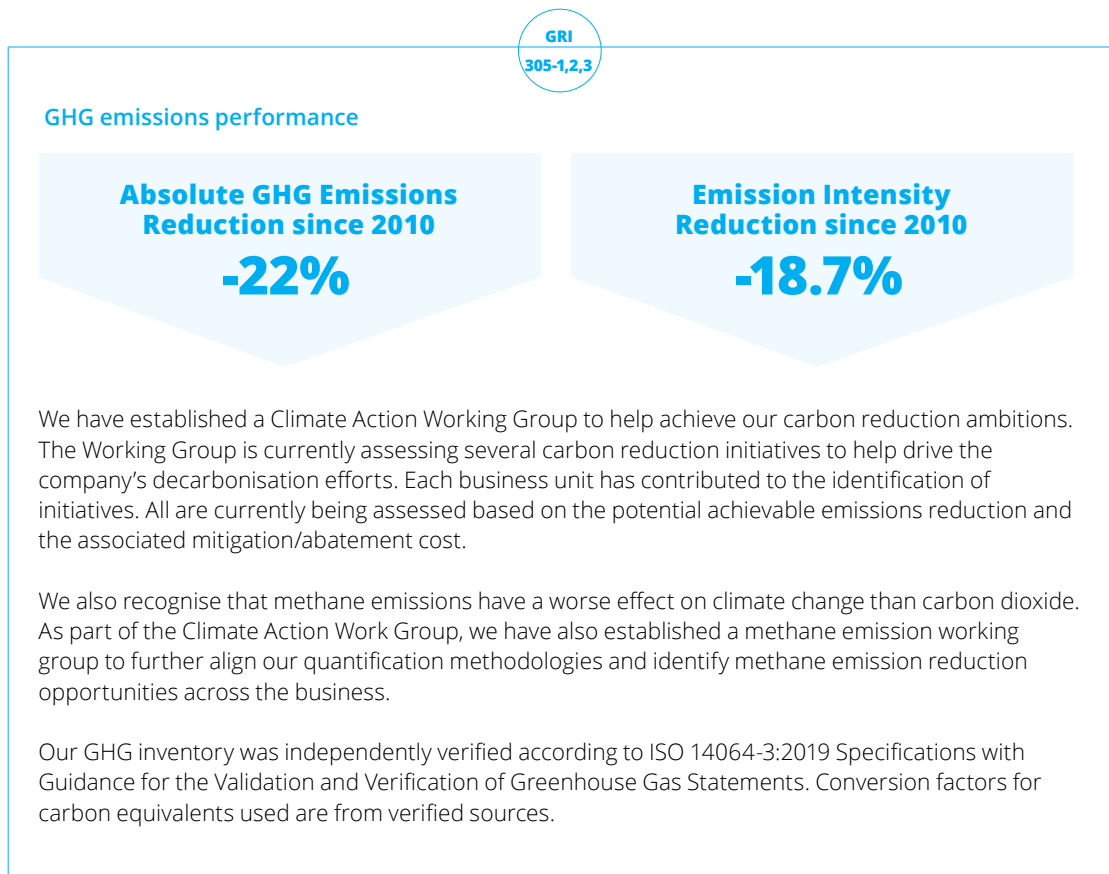 GRI
305-1,2,3
GHG emissions performance
Absolute GHG Emissions
Reduction since 2010
-22%
Emission Intensity
Reduction since 2010
-18.7%
We have established a Climate Action Working Group to help achieve our carbon reduction ambitions.
The Working Group is currently assessing several carbon reduction initiatives to help drive the
company’s decarbonisation efforts. Each business unit has contributed to the identification of
initiatives. All are currently being assessed based on the potential achievable emissions reduction and
the associated mitigation/abatement cost.
We also recognise that methane emissions have a worse effect on climate change than carbon dioxide.
As part of the Climate Action Work Group, we have also established a methane emission working
group to further align our quantification methodologies and identify methane emission reduction
opportunities across the business.
Our GHG inventory was independently verified according to ISO 14064-3:2019 Specifications with
Guidance for the Validation and Verification of Greenhouse Gas Statements. Conversion factors for
carbon equivalents used are from verified sources.